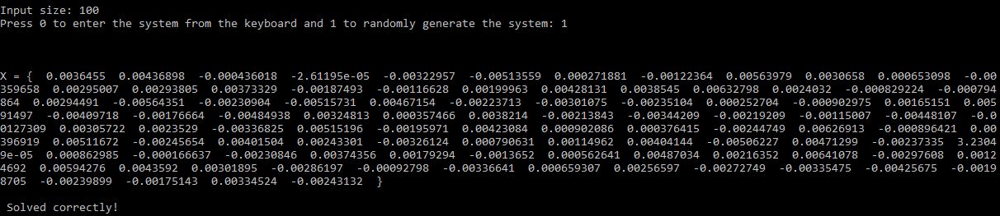 Input size: 100
Press 0 to enter the system from the keyboard and 1 to randomly generate the system: 1
X = {  0.0036455  0.00436898  -0.000436018  -2.61195e-05  -0.00322957  -0.00513559  0.000271881  -0.00122364  0.00563979  0.0030658  0.000653098  -0.00
359658  0.00295007  0.00293805  0.00373329  -0.00187493  -0.00116628  0.00199963  0.00428131  0.0038545  0.00632798  0.0024032  -0.000829224  -0.000794
864  0.00294491  -0.00564351  -0.00230904  -0.00515731  0.00467154  -0.00223713  -0.00301075  -0.00235104  0.000252704  -0.000902975  0.00165151  0.005
91497  -0.00409718  -0.00176664  -0.00484938  0.00324813  0.000357466  0.0038214  -0.00213843  -0.00344209  -0.00219209  -0.00115007  -0.00448107  -0.0
0127309  0.00305722  0.0023529  -0.00336825  0.00515196  -0.00195971  0.00423084  0.000902086  0.000376415  -0.00244749  0.00626913  -0.000896421  0.00
396919  0.00511672  -0.00245654  0.00401504  0.00243301  -0.00326124  0.000790631  0.00114962  0.00404144  -0.00506227  0.00471299  -0.00237335  3.2304
9e-05  0.000862985  -0.000166637  -0.00230846  0.00374356  0.00179294  -0.0013652  0.000562641  0.00487034  0.00216352  0.00641078  -0.00297608  0.0012
4692  0.00594276  0.0043592  0.00301895  -0.00286197  -0.00092798  -0.00336641  0.000659307  0.00256597  -0.00272749  -0.00335475  -0.00425675  -0.0019
8705  -0.00239899  -0.00175143  0.00334524  -0.00243132  }
Solved correctly!